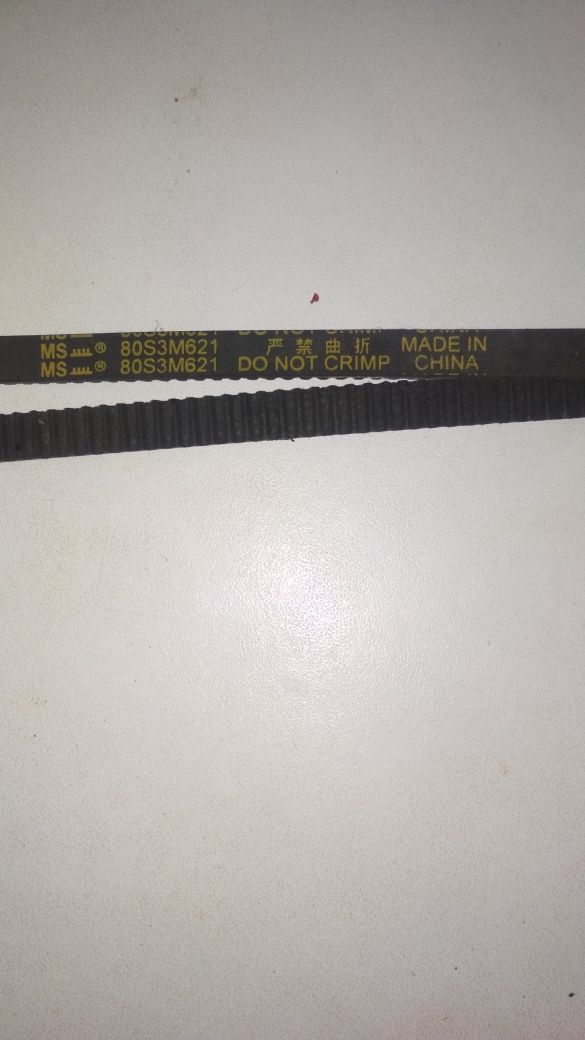 MS ® 80S3M621 严禁曲折 MADE IN
MS ® 80S3M621 DO NOT CRIMP CHINA